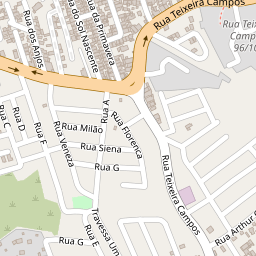 Rua dos Anjos
Rua do Sol Nascente
Rua da Primavera
Rua Teixeira Campos
Rua Teixeira
Camp
96/10
Rua A
Rua C
Rua D
Rua F
Rua Milão
Rua Florença
Rua Veneza
Rua Siena
Rua G
Rua Teixeira Campos
Travessa Um
Rua E
Rua G
Rua Arthur